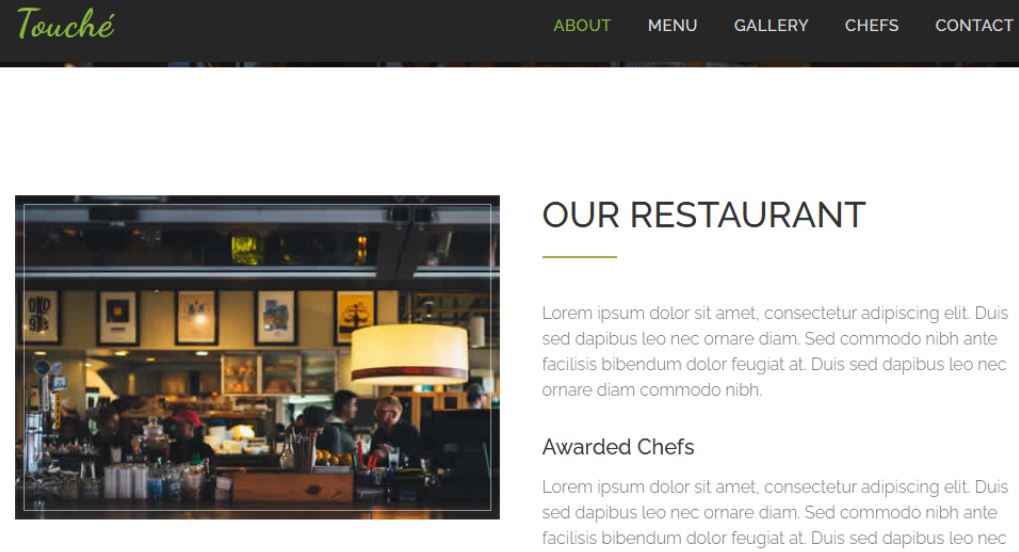 Touché
ABOUT MENU GALLERY CHEFS CONTACT
OUR RESTAURANT
Lorem ipsum dolor sit amet, consectetur adipiscing elit. Duis
sed dapibus leo nec ornare diam. Sed commodo nibh ante
facilisis bibendum dolor feugiat at. Duis sed dapibus leo nec
ornare diam commodo nibh.
Awarded Chefs
Lorem ipsum dolor sit amet, consectetur adipiscing elit. Duis
sed dapibus leo nec ornare diam. Sed commodo nibh ante
facilisis bibendum dolor feugiat at. Duis sed dapibus leo nec